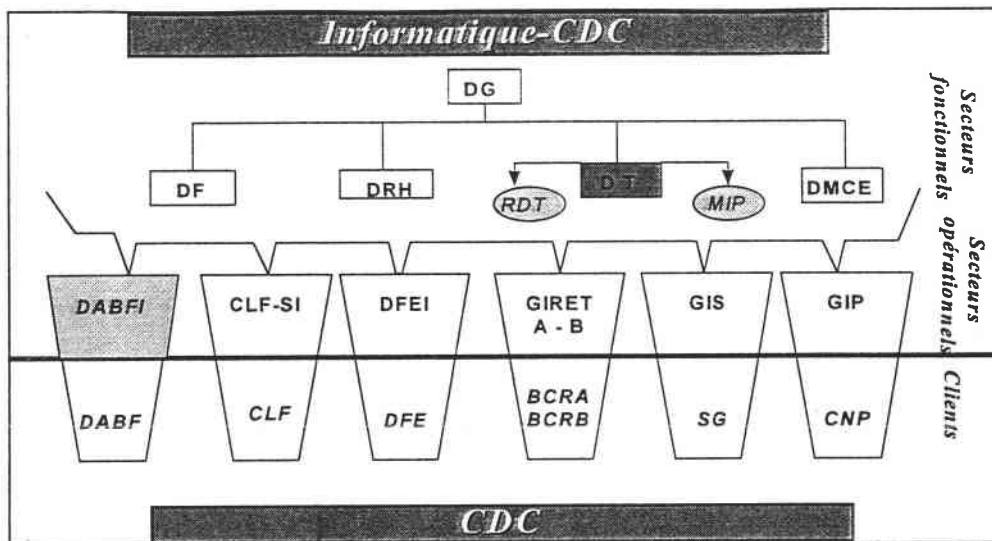 Informatique-CDC
DG
DF
DRH
RDT
DT
MIP
DMCE
Secteurs
fonctionnels
DABFI
CLF-SI
DFEI
GIRET
A - B
GIS
GIP
Secteurs
opérationnels
DABF
CLF
DFE
BCRA
BCRB
SG
CNP
Clients
CDC